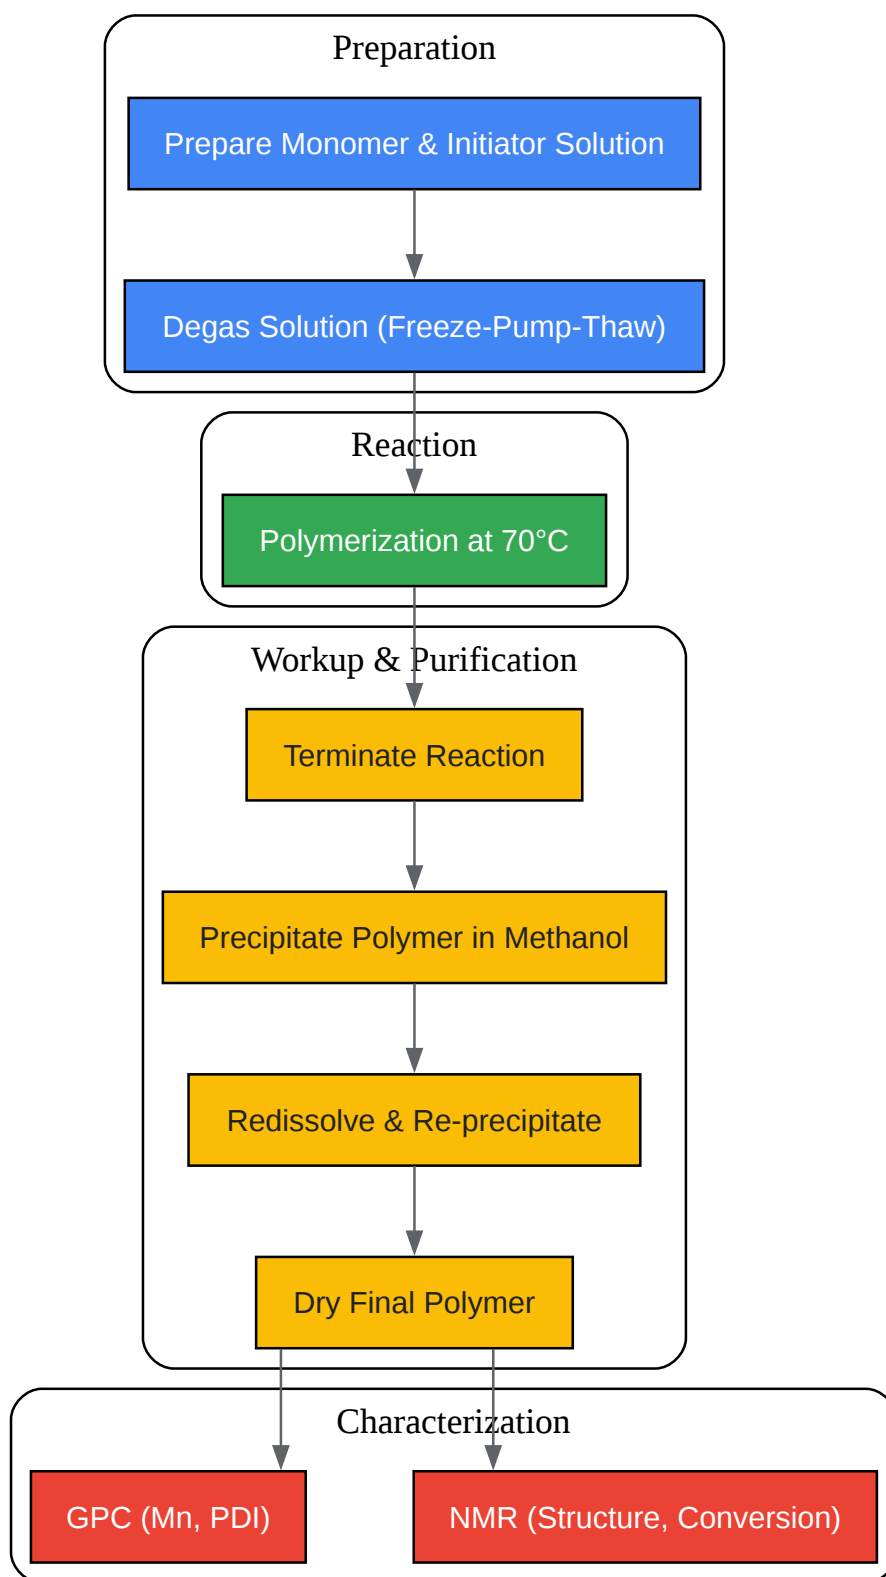 Preparation
Prepare Monomer & Initiator Solution
Degas Solution (Freeze-Pump-Thaw)
Reaction
Polymerization at 70°C
Workup & Purification
Terminate Reaction
Precipitate Polymer in Methanol
Redissolve & Re-precipitate
Dry Final Polymer
Characterization
GPC (Mn, PDI)
NMR (Structure, Conversion)